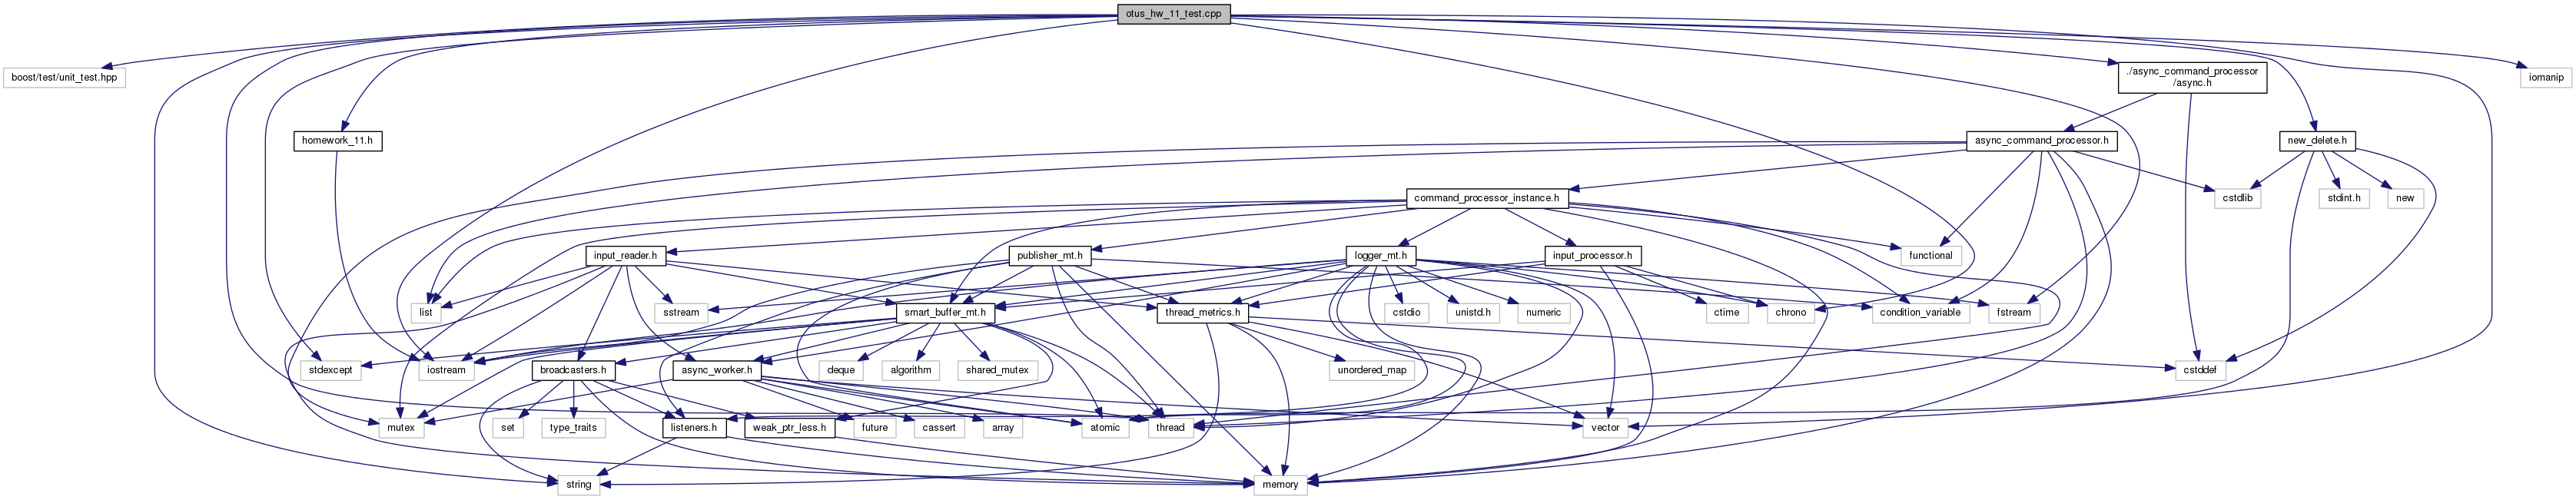 otus_hw_11_test.cpp
boost/test/unit_test.hpp
./async_command_processor
/async.h
iomanip
homework_11.h
async_command_processor.h
new_delete.h
command_processor_instance.h
cstdlib
stdint.h
new
input_reader.h
publisher_mt.h
logger_mt.h
input_processor.h
functional
list
sstream
smart_buffer_mt.h
thread_metrics.h
cstdio
unistd.h
numeric
ctime
chrono
condition_variable
fstream
stdexcept
iostream
broadcasters.h
async_worker.h
deque
algorithm
shared_mutex
unordered_map
cstddef
mutex
set
type_traits
listeners.h
weak_ptr_less.h
future
cassert
array
atomic
thread
vector
string
memory